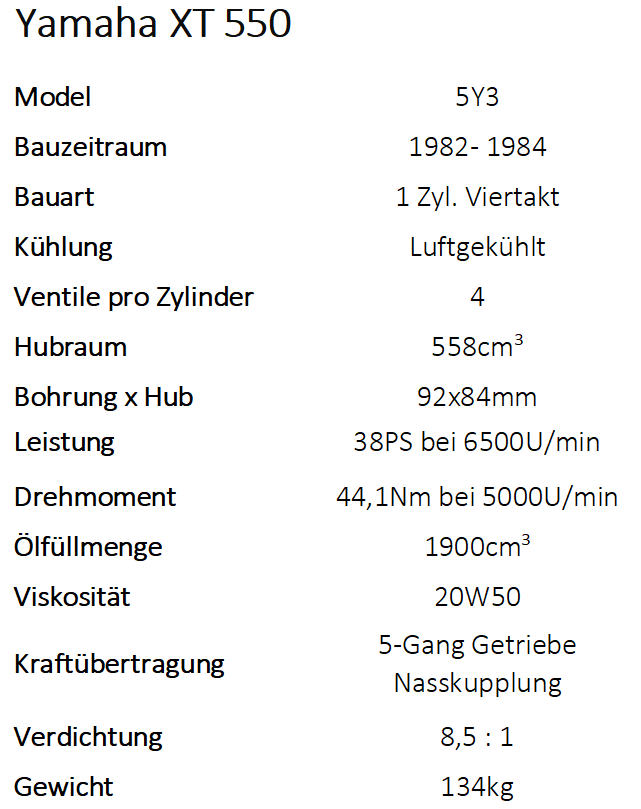 Yamaha XT 550
Model 5Y3
Bauzeitraum 1982- 1984
Bauart 1 Zyl. Viertakt
Kühlung Luftgekühlt
Ventile pro Zylinder 4
Hubraum 558cm³
Bohrung x Hub 92x84mm
Leistung 38PS bei 6500U/min
Drehmoment 44,1Nm bei 5000U/min
Ölfüllmenge 1900cm³
Viskosität 20W50
Kraftübertragung 5-Gang Getriebe
Nasskupplung
Verdichtung 8,5 : 1
Gewicht 134kg